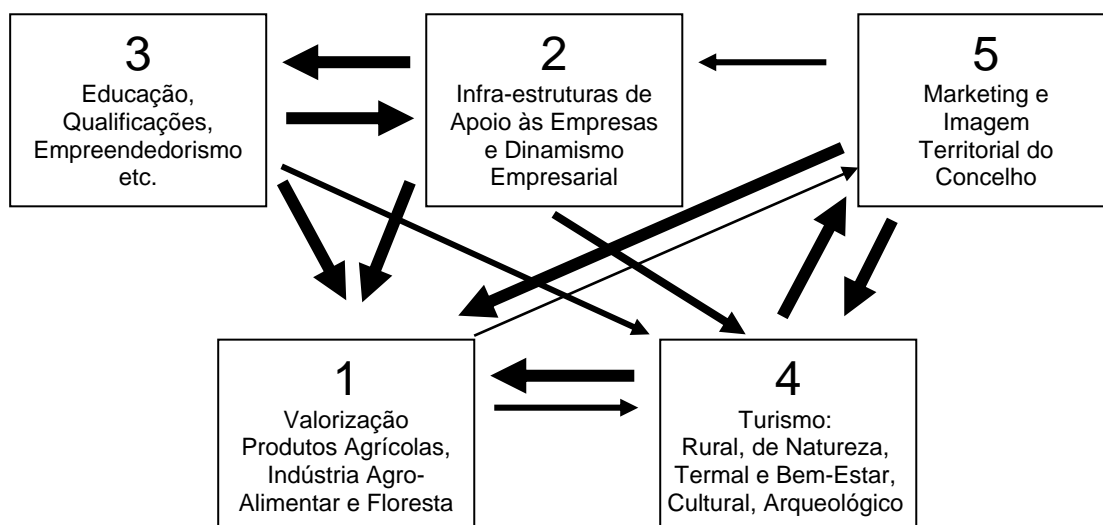 3
Educação,
Qualificações,
Empreendedorismo
etc.
2
Infra-estruturas de
Apoio às Empresas
e Dinamismo
Empresarial
5
Marketing e
Imagem
Territorial do
Concelho
1
Valorização
Produtos Agrícolas,
Indústria Agro-
Alimentar e Floresta
4
Turismo:
Rural, de Natureza,
Termal e Bem-Estar,
Cultural, Arqueológico